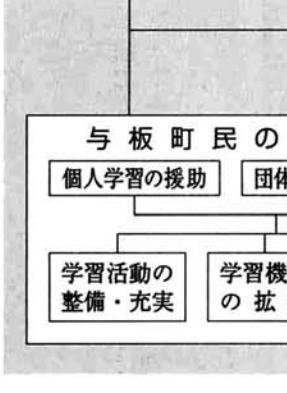 与板町民の
個人学習の援助
団体
学習活動の
整備・充実
学習機
の拡